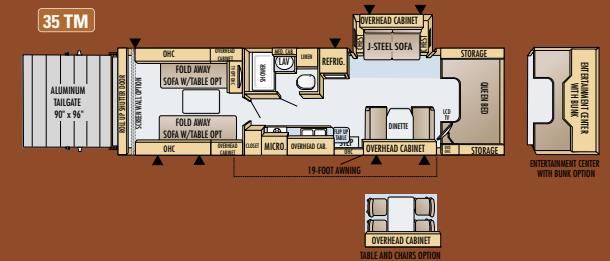 35 TM
OVERHEAD CABINET
J-STEEL SOFA
OHC
OVERHEAD
CABINET
MED. CAB.
LAV
LINEN
SHOWER
REFRIG.
STORAGE
FOLD AWAY
SOFA W/TABLE OPT
ALUMINUM
TAILGATE
90" x 96"
ROLL UP RUTTER DOOR
SCREEN WALL OPTION
QUEEN BED
LCD
TV
ENTERTAINMENT CENTER
WITH BUNK
DINETTE
FOLD AWAY
SOFA W/TABLE OPT
FLIP UP
TABLE
STEP
OHC
OVERHEAD
CABINET
CLOSET
MICRO.
OVERHEAD CAB.
OHC
OVERHEAD CABINET
STORAGE
ENTERTAINMENT CENTER
WITH BUNK OPTION
19-FOOT AWNING
OVERHEAD CABINET
TABLE AND CHAIRS OPTION